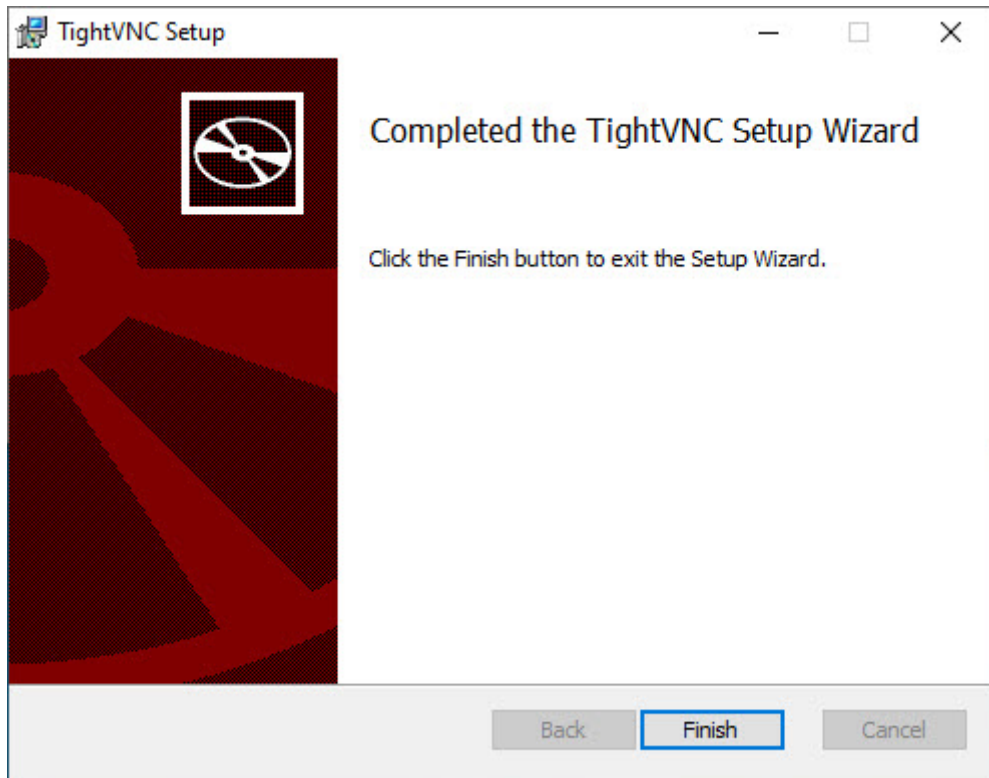 TightVNC Setup
Completed the TightVNC Setup Wizard
Click the Finish button to exit the Setup Wizard.
Back
Finish
Cancel